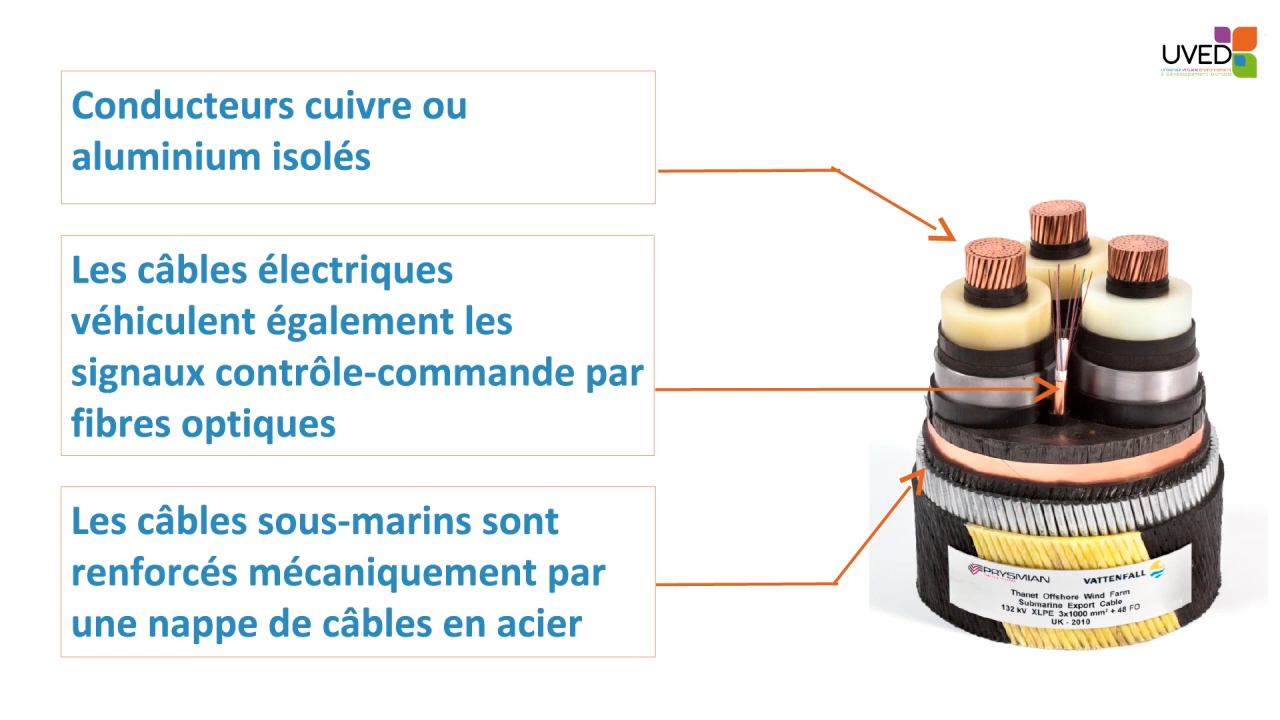 UVED
Conducteurs cuivre ou
aluminium isolés
Les câbles électriques
véhiculent également les
signaux contrôle-commande par
fibres optiques
Les câbles sous-marins sont
renforcés mécaniquement par
une nappe de câbles en acier
PRYSMIAN
VATTENFALL
Thanet Offshore Wind Farm
Submarine Export Cable
132 kV XLPE 3x1000 mm² + 48 FO
UK - 2010